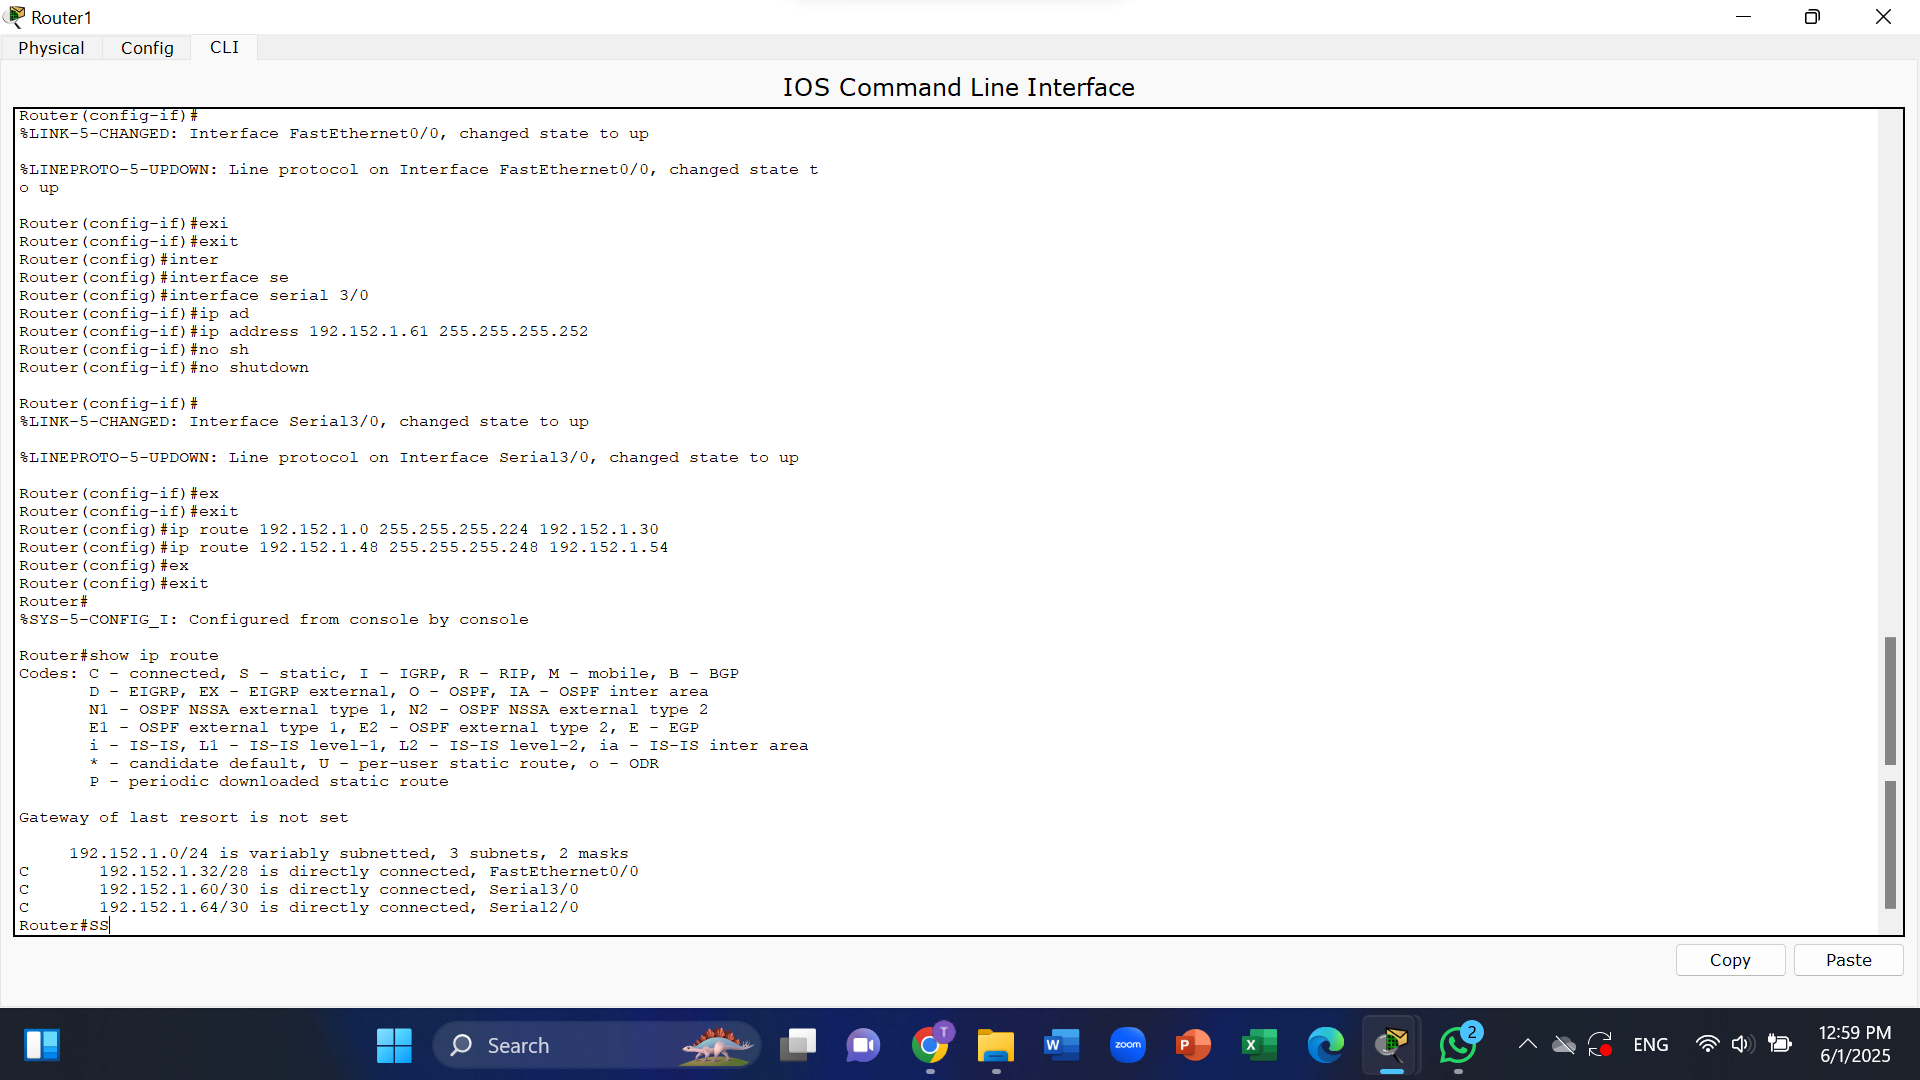 Router1
Physical
Config
CLI
IOS Command Line Interface
Router(config-if)#
%LINK-5-CHANGED: Interface FastEthernet0/0, changed state to up
%LINEPROTO-5-UPDOWN: Line protocol on Interface FastEthernet0/0, changed state t
o up
Router(config-if)#exi
Router(config-if)#exit
Router(config)#inter
Router(config)#interface se
Router(config)#interface serial 3/0
Router(config-if)#ip ad
Router(config-if)#ip address 192.152.1.61 255.255.255.252
Router(config-if)#no sh
Router(config-if)#no shutdown
Router(config-if)#
%LINK-5-CHANGED: Interface Serial3/0, changed state to up
%LINEPROTO-5-UPDOWN: Line protocol on Interface Serial3/0, changed state to up
Router(config-if)#ex
Router(config-if)#exit
Router(config)#ip route 192.152.1.0 255.255.255.224 192.152.1.30
Router(config)#ip route 192.152.1.48 255.255.255.248 192.152.1.54
Router(config)#ex
Router(config)#exit
Router#
%SYS-5-CONFIG_I: Configured from console by console
Router#show ip route
Codes: C - connected, S - static, I - IGRP, R - RIP, M - mobile, B - BGP
D - EIGRP, EX - EIGRP external, O - OSPF, IA - OSPF inter area
N1 - OSPF NSSA external type 1, N2 - OSPF NSSA external type 2
E1 - OSPF external type 1, E2 - OSPF external type 2, E - EGP
i - IS-IS, L1 - IS-IS level-1, L2 - IS-IS level-2, ia - IS-IS inter area
* - candidate default, U - per-user static route, o - ODR
P - periodic downloaded static route
Gateway of last resort is not set
192.152.1.0/24 is variably subnetted, 3 subnets, 2 masks
C 192.152.1.32/28 is directly connected, FastEthernet0/0
C 192.152.1.60/30 is directly connected, Serial3/0
C 192.152.1.64/30 is directly connected, Serial2/0
Router#SS
Copy
Paste
Search
T
W
zoom
P
X
2
ENG
12:59 PM
6/1/2025